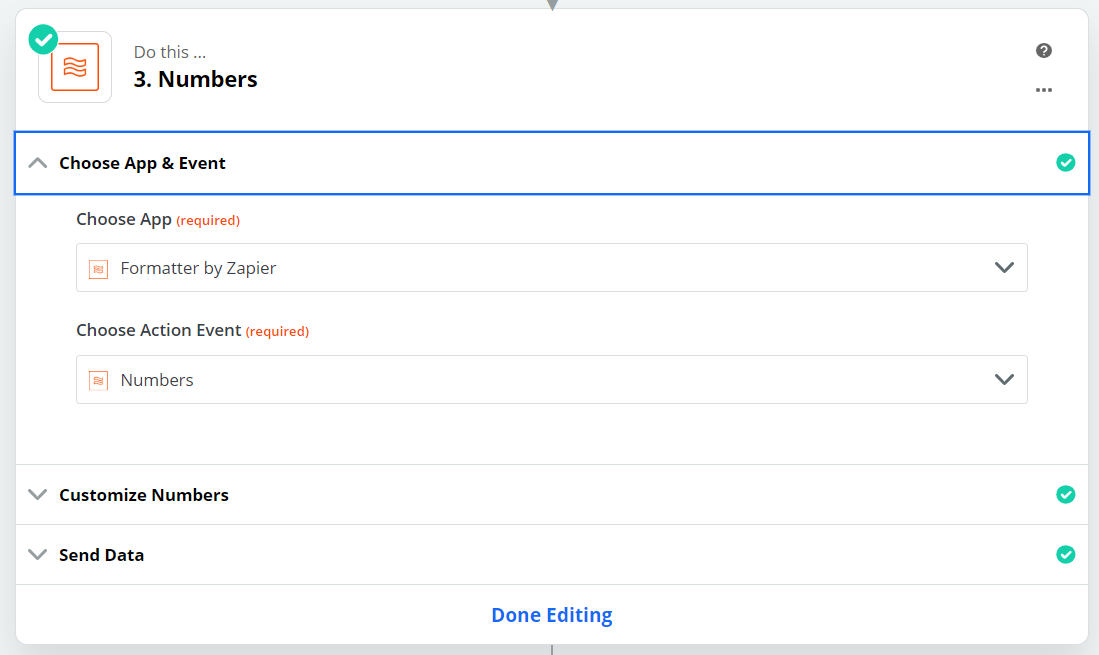 Do this ...
3. Numbers
Choose App & Event
Choose App (required)
Formatter by Zapier
Choose Action Event (required)
Numbers
Customize Numbers
Send Data
Done Editing